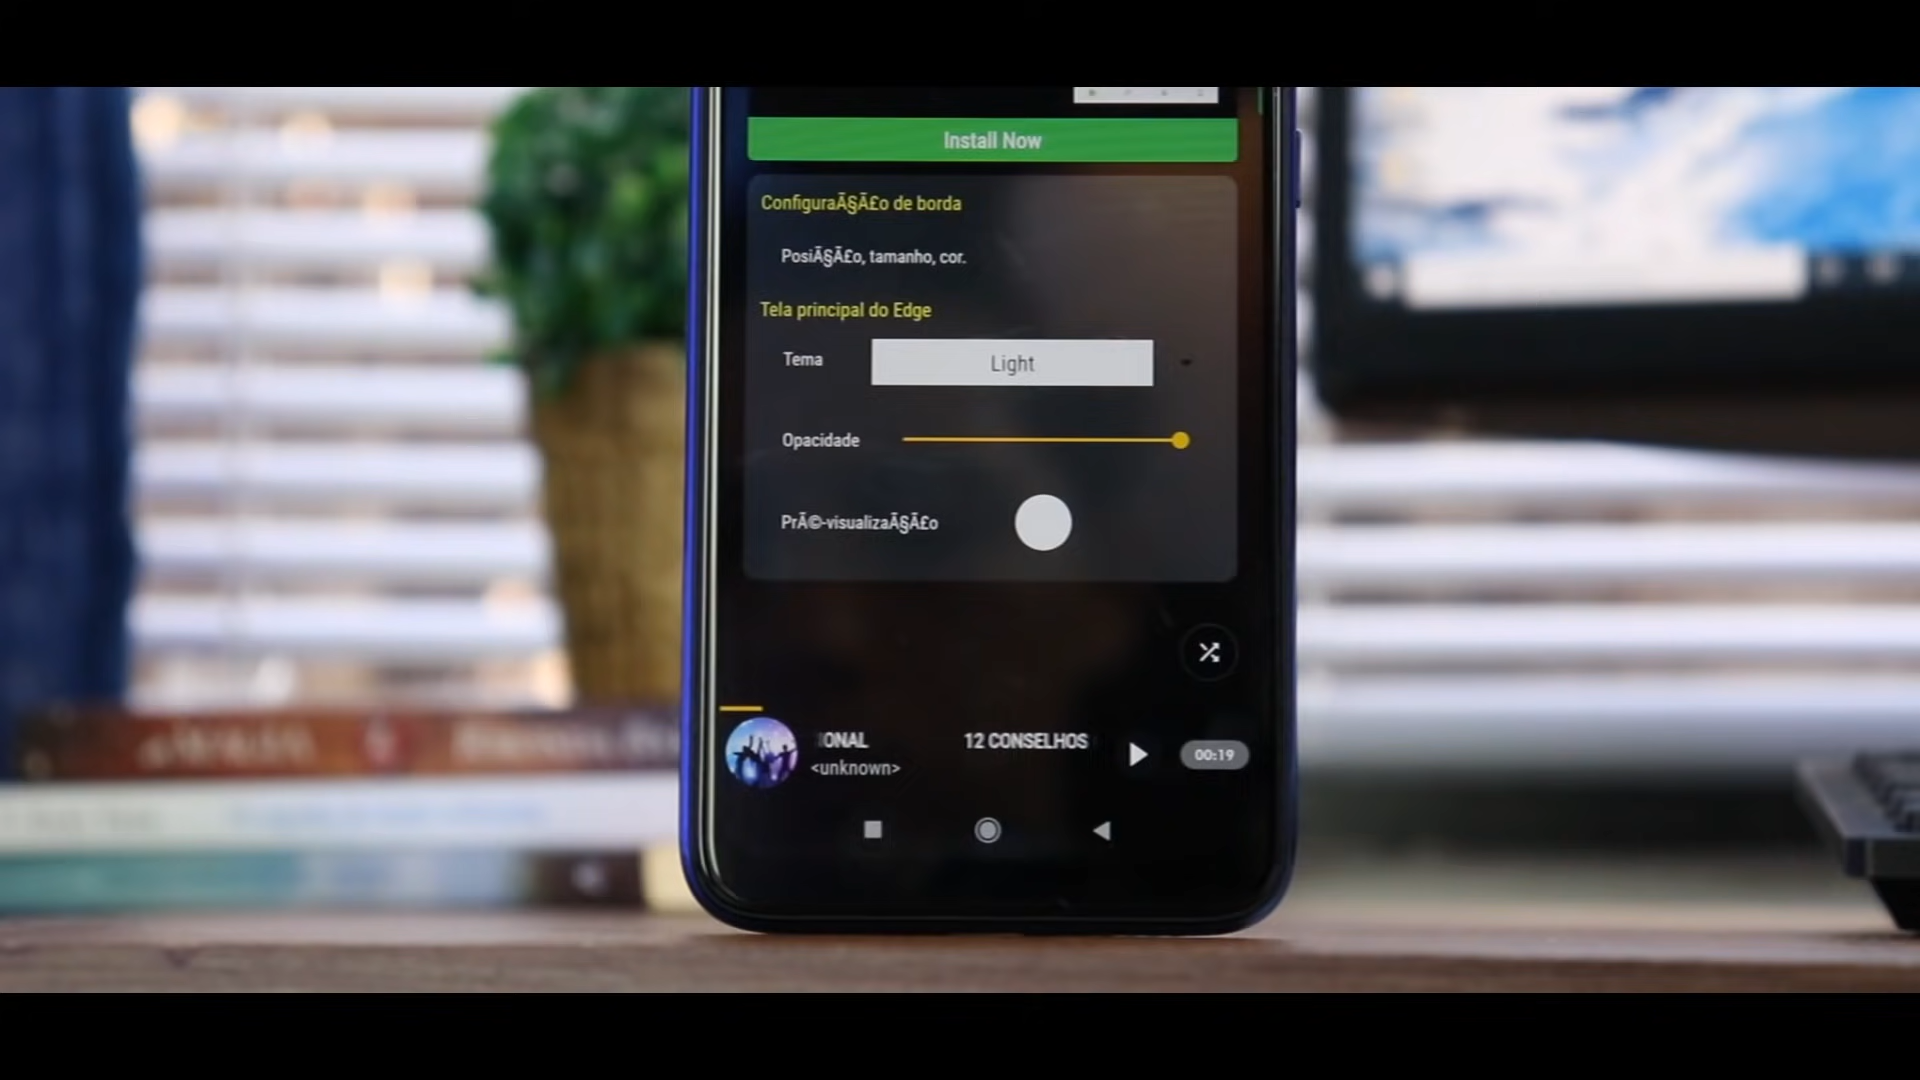 Install Now
ConfiguraÃ§Ã£o de borda
PosiÃ§Ã£o, tamanho, cor.
Tela principal do Edge
Tema
Light
Opacidade
PrÃ©-visualizaÃ§Ã£o
IONAL 12 CONSELHOS
<unknown>
00:19